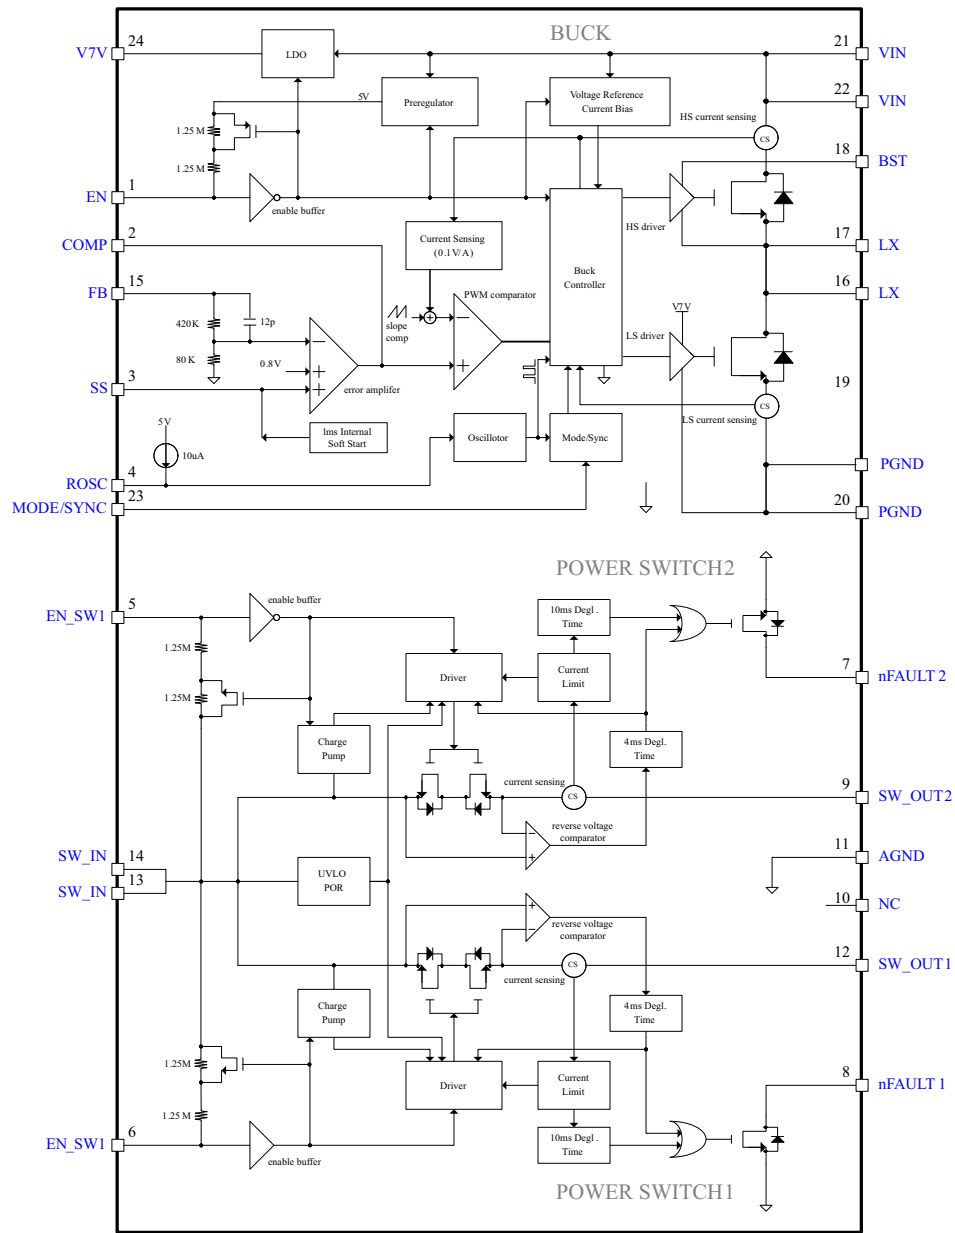 BUCK
24
V7V
LDO
21
VIN
5V
Preregulator
Voltage Reference
Current Bias
22
VIN
HS current sensing
CS
1.25 M
1.25 M
18
BST
1
EN
enable buffer
HS driver
2
COMP
Current Sensing
(0.1V/A)
17
LX
Buck
Controller
15
FB
PWM comparator
16
LX
V7V
420K
12p
slope
comp
LS driver
80 K
0.8V
3
SS
error amplifer
19
CS
LS current sensing
1ms Internal
Soft Start
5V
10uA
Oscillotor
Mode/Sync
4
ROSC
PGND
23
MODE/SYNC
20
PGND
POWER SWITCH2
5
EN_SW1
enable buffer
10ms Degl .
Time
1.25M
Driver
Current
Limit
7
nFAULT 2
1.25M
Charge
Pump
4ms Degl.
Time
current sensing
CS
9
SW_OUT2
reverse voltage
comparator
SW_IN
14
11
AGND
SW_IN
13
UVLO
POR
10
NC
reverse voltage
comparator
12
SW_OUT1
CS
current sensing
Charge
Pump
4ms Degl.
Time
1.25M
Driver
Current
Limit
8
nFAULT 1
1.25 M
6
EN_SW1
enable buffer
10ms Degl .
Time
POWER SWITCH1